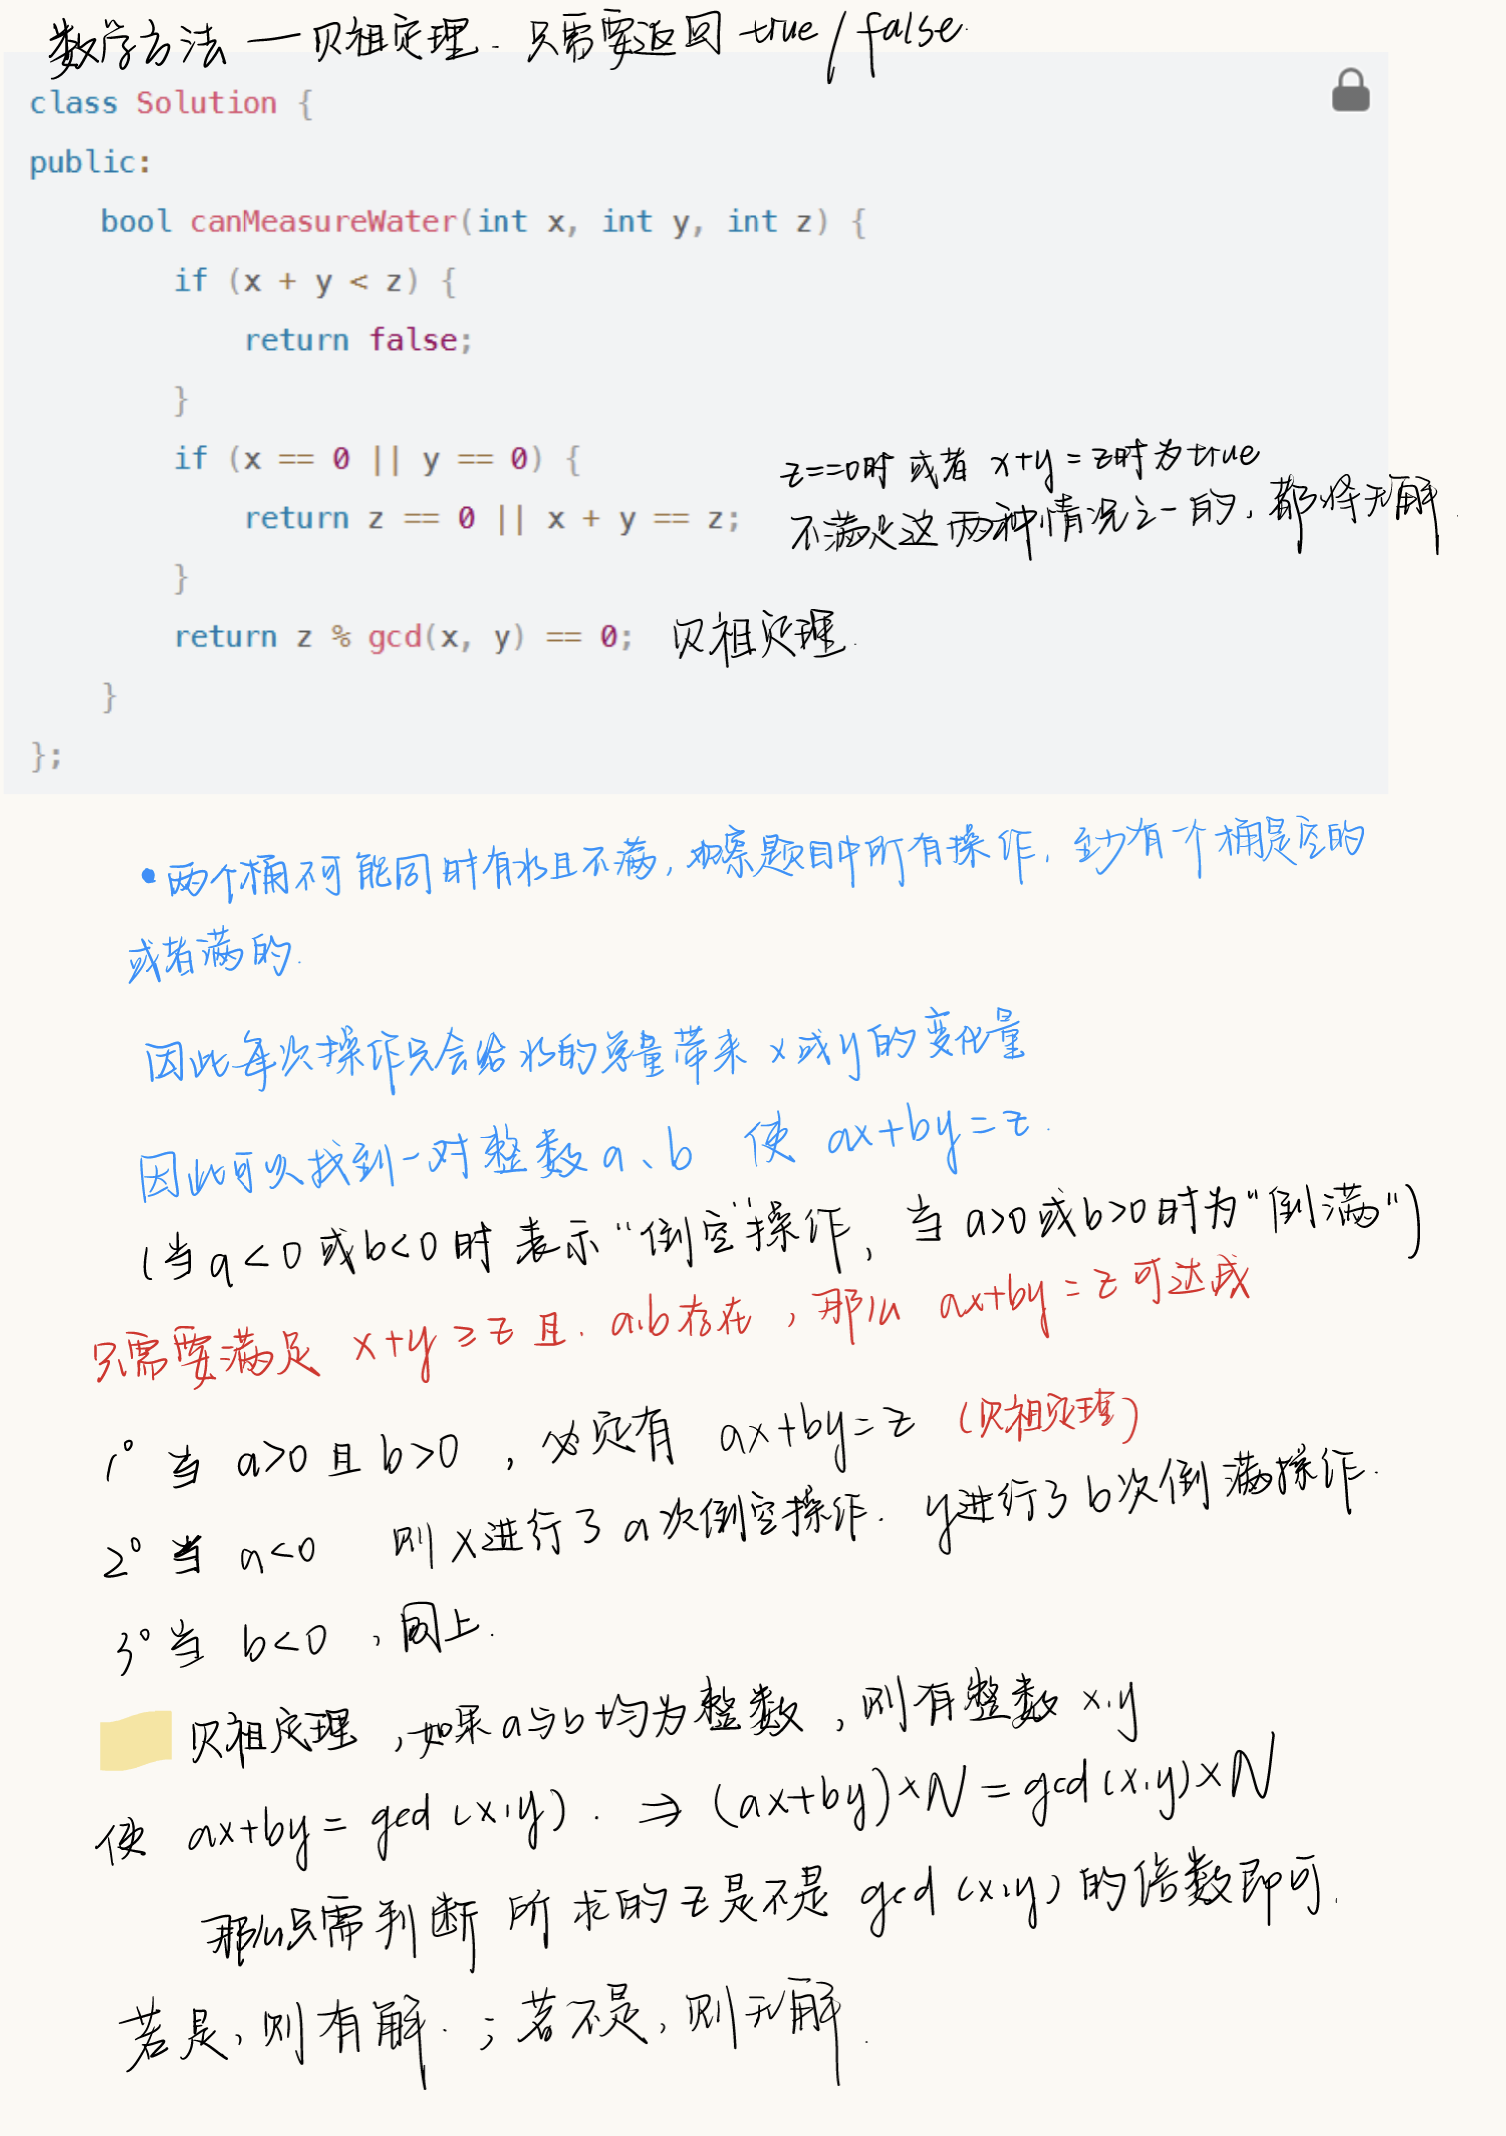 数学方法 — 贝祖定理. 只需要返回 true / false.
class Solution {
public:
    bool canMeasureWater(int x, int y, int z) {
        if (x + y < z) {
            return false;
        }
        if (x == 0 || y == 0) {
z==0时 或者 x+y = z时为true
            return z == 0 || x + y == z;
不满足这两种情况之一的, 都将无解.
        }
        return z % gcd(x, y) == 0; 贝祖定理.
    }
};
• 两个桶不可能同时有水且不满, 观察题目中所有操作, 至少有一个桶是空的
或者满的.
因此每次操作只会给水的总量带来 x 或 y 的变化量
因此可以找到一对整数 a、b 使 ax+by=z.
(当 a<0 或 b<0 时 表示 "倒空" 操作, 当 a>0 或 b>0 时为 "倒满")
只需要满足 x+y ≥ z 且. a.b 存在, 那么 ax+by = z 可达成
1° 当 a>0 且 b>0 , 必定有 ax+by=z (贝祖定理)
2° 当 a<0 则 x进行了 a 次倒空操作. y进行了 b 次倒满操作.
3° 当 b<0 , 同上.
贝祖定理 , 如果 a 与 b 均为整数 , 则有整数 x.y
使 ax+by = gcd (x,y) . ⇒ (ax+by)×N = gcd (x,y)×N
那么只需判断 所求的 z 是不是 gcd (x,y) 的倍数即可.
若是, 则有解. ; 若不是, 则无解.